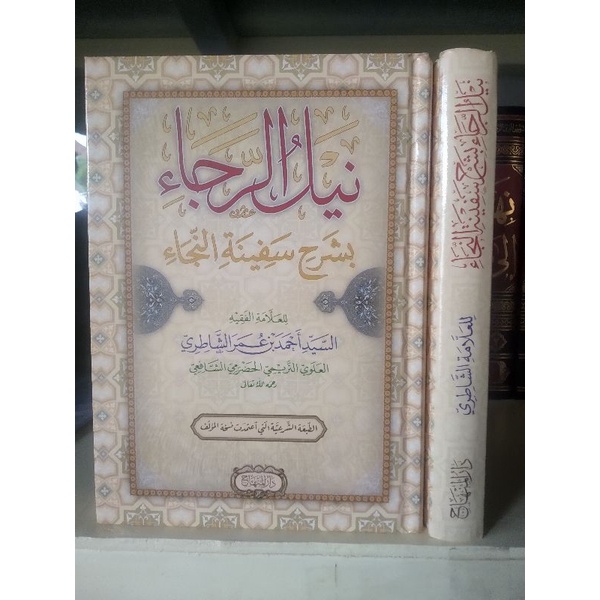 نيل الرجاء
بشرح سفينة النجاء
للعلامة الفقيه
السيد أحمد بن عمر الشاطري
العلوي التريمي الحضرمي الشافعي
رحمه الله تعالى
الطبعة الشرعية التي اعتمدت نسخة المؤلف
دار المنهاج
نيل الرجاء بشرح سفينة النجاء
للعلامة الشاطري
دار المنهاج